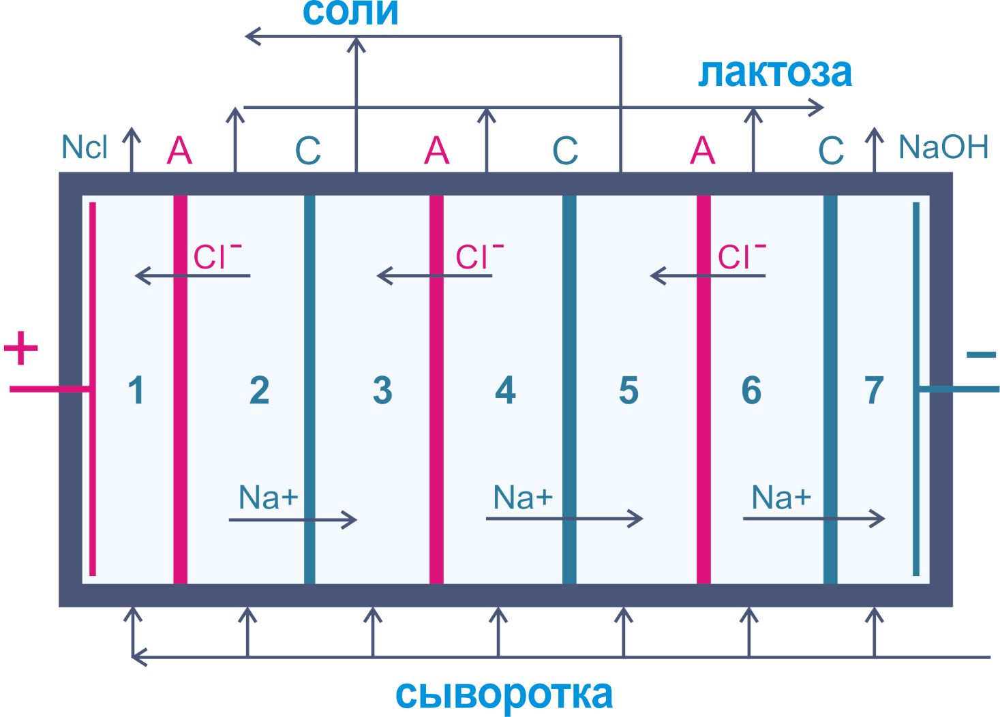 соли
лактоза
Ncl A C A C A C NaOH
Cl⁻ Cl⁻ Cl⁻
+ −
1 2 3 4 5 6 7
Na+ Na+ Na+
сыворотка